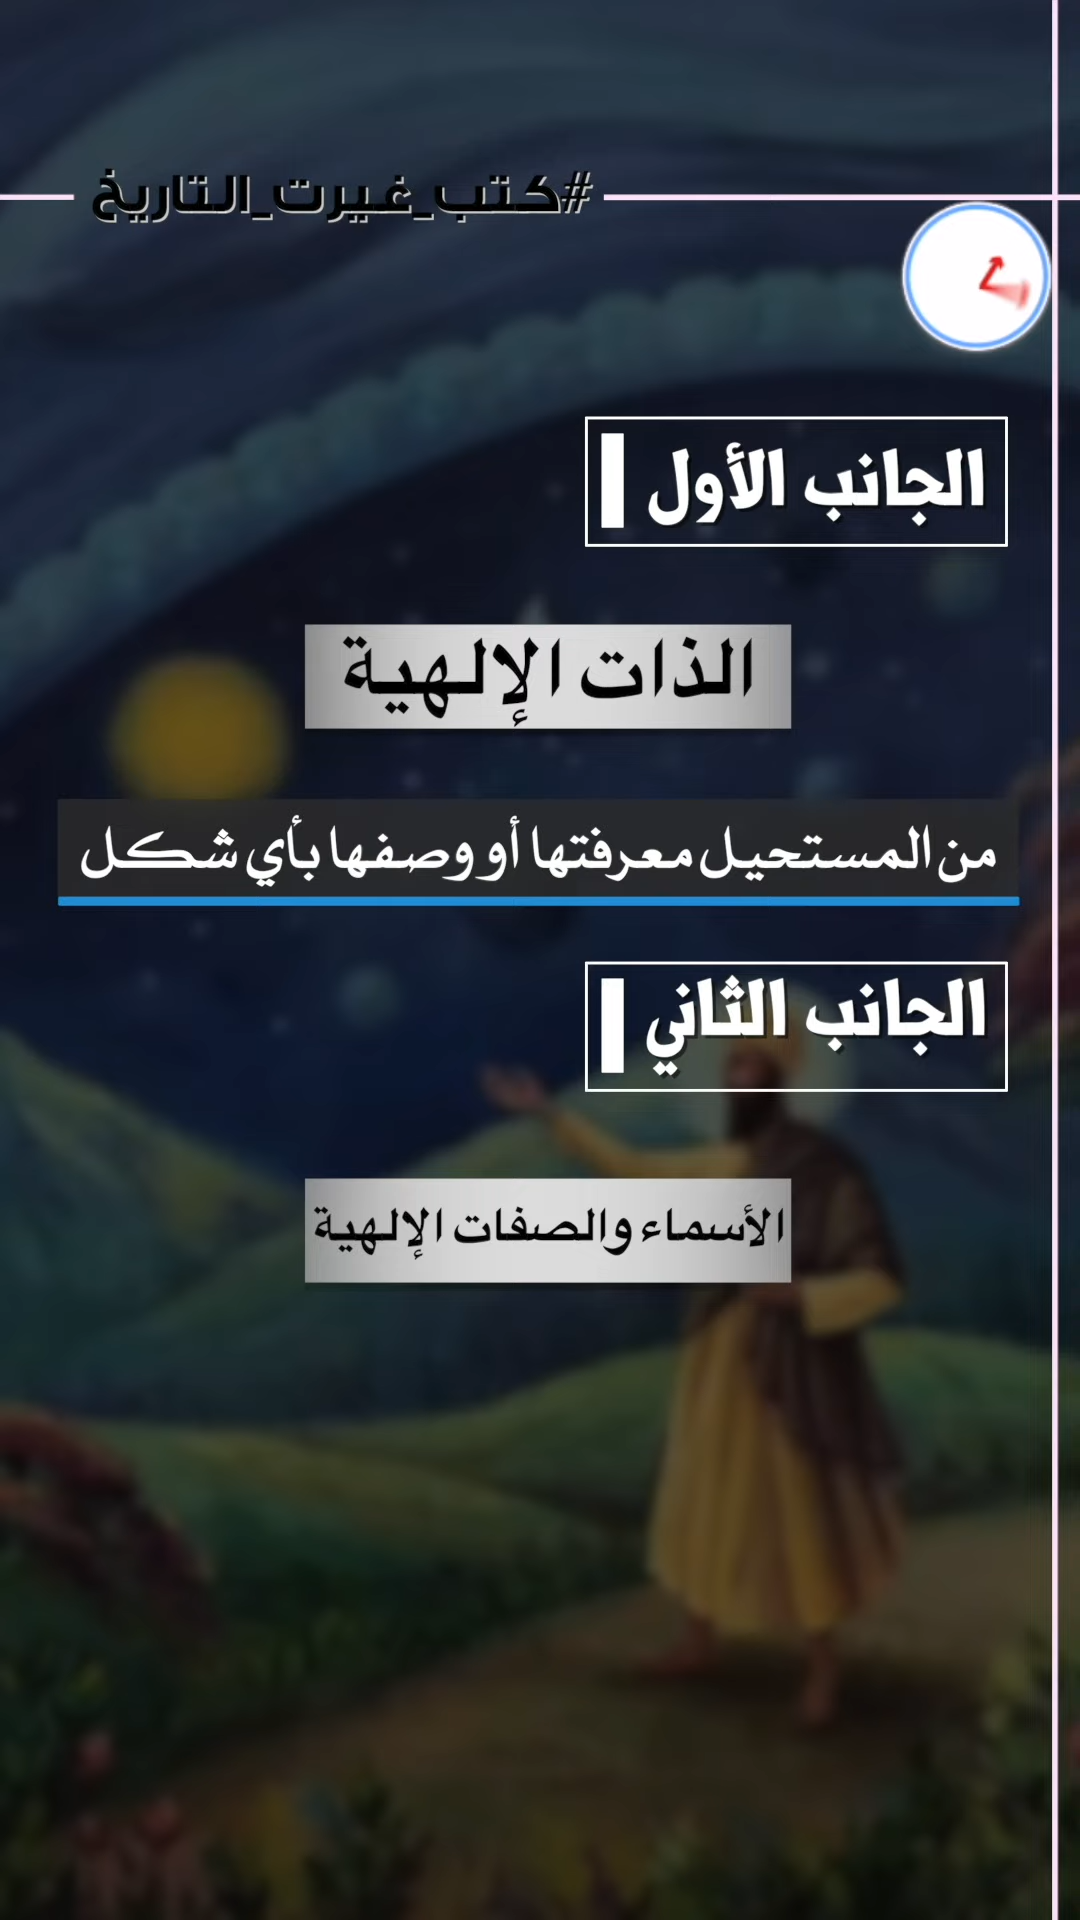 #كتب_غيرت_التاريخ
الجانب الأول
الذات الإلهية
من المستحيل معرفتها أو وصفها بأي شكل
الجانب الثاني
الأسماء والصفات الإلهية